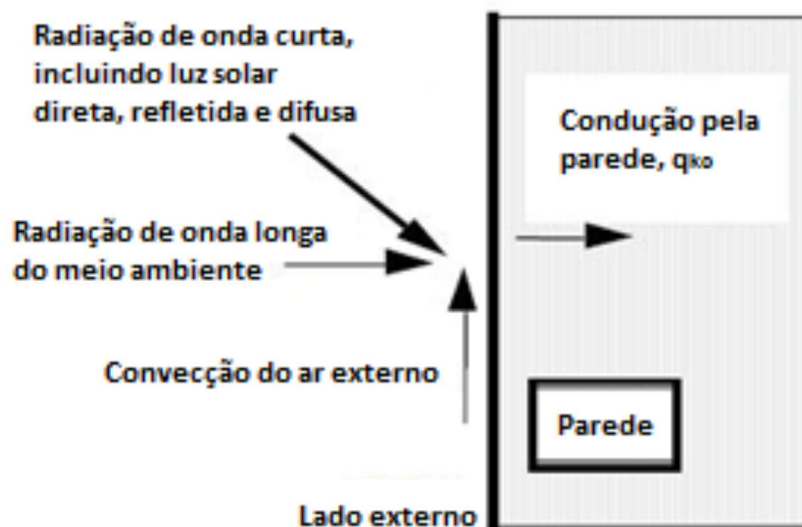 Radiação de onda curta,
incluindo luz solar
direta, refletida e difusa
Condução pela
parede, qko
Radiação de onda longa
do meio ambiente
Convecção do ar externo
Parede
Lado externo